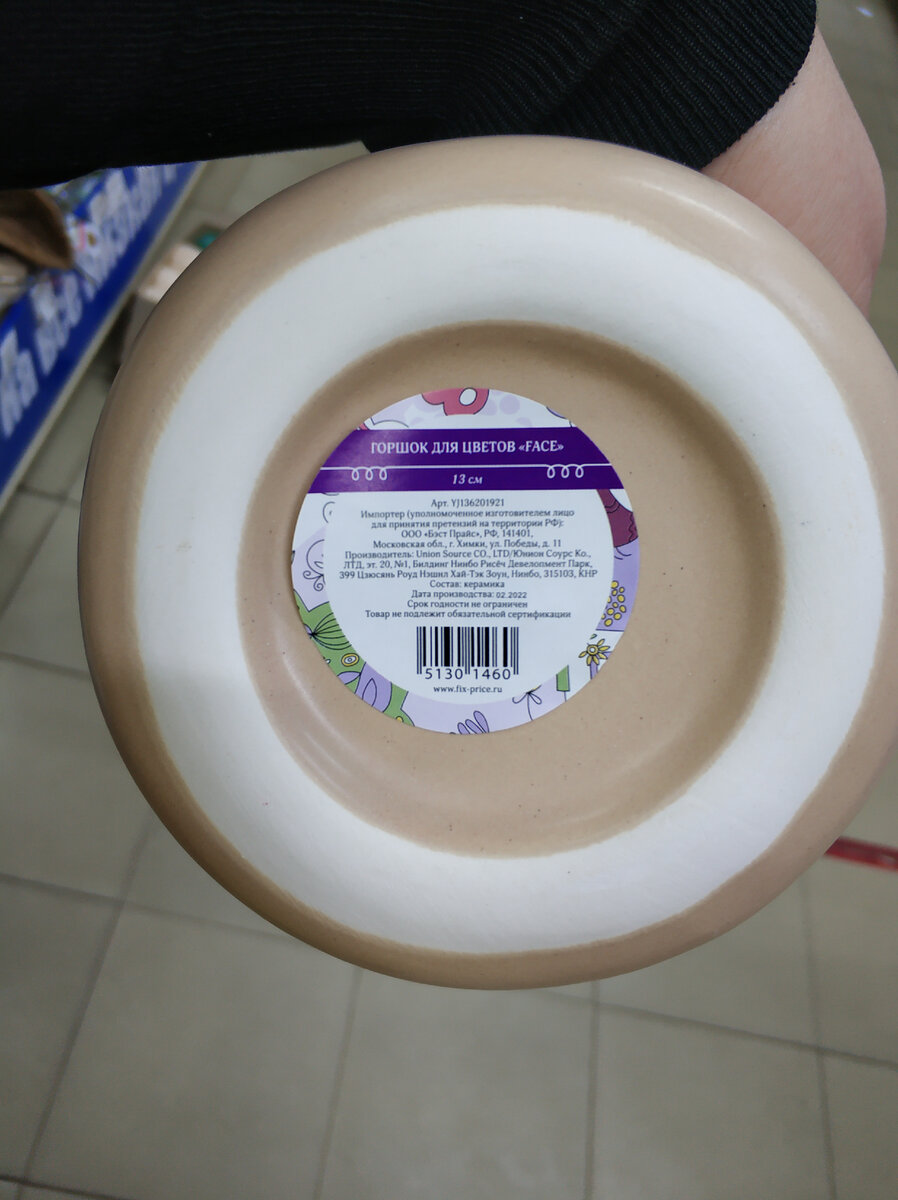 На все
ГОРШОК ДЛЯ ЦВЕТОВ «FACE»
13 см
Арт. YJ136201921
Импортер (уполномоченное изготовителем лицо
для принятия претензий на территории РФ):
ООО «Бэст Прайс», РФ, 141401,
Московская обл., г. Химки, ул. Победы, д. 11
Производитель: Union Source CO., LTD/Юнион Соурс Ко.,
ЛТД, эт. 20, №1, Билдинг Нинбо Рисёч Девелопмент Парк,
399 Цзюсянь Роуд Нэшнл Хай-Тэк Зоун, Нинбо, 315103, КНР
Состав: керамика
Дата производства: 02.2022
Срок годности не ограничен
Товар не подлежит обязательной сертификации
5130 1460
www.fix-price.ru